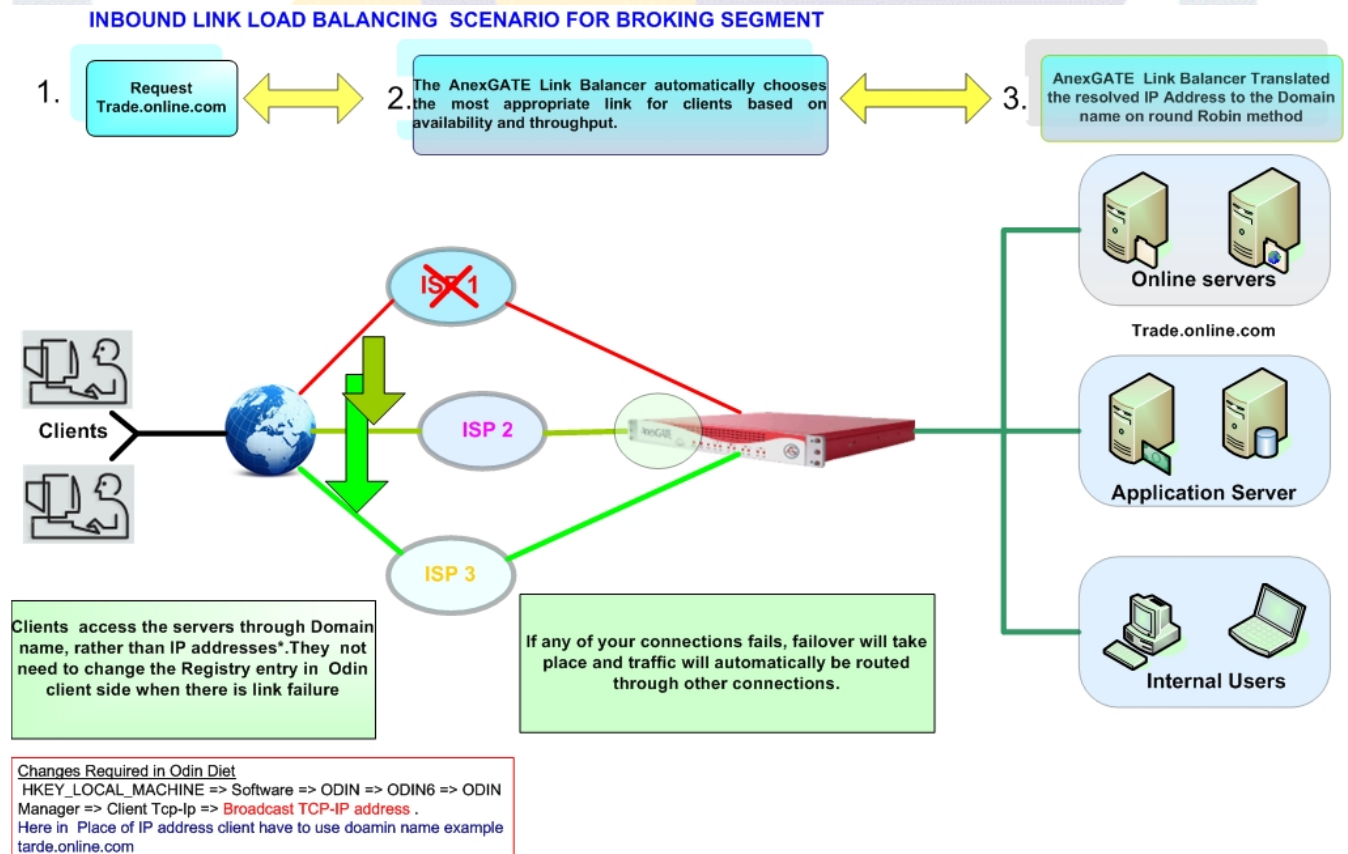 INBOUND LINK LOAD BALANCING SCENARIO FOR BROKING SEGMENT
1.
Request
Trade.online.com
2.
The AnexGATE Link Balancer automatically chooses
the most appropriate link for clients based on
availability and throughput.
3.
AnexGATE Link Balancer Translated
the resolved IP Address to the Domain
name on round Robin method
Online servers
Trade.online.com
ISP 1
Clients
ISP 2
AnexGATE
Application Server
ISP 3
Internal Users
Clients access the servers through Domain
name, rather than IP addresses*.They not
need to change the Registry entry in Odin
client side when there is link failure
If any of your connections fails, failover will take
place and traffic will automatically be routed
through other connections.
Changes Required in Odin Diet
HKEY_LOCAL_MACHINE => Software => ODIN => ODIN6 => ODIN
Manager => Client Tcp-Ip => Broadcast TCP-IP address .
Here in Place of IP address client have to use doamin name example
tarde.online.com